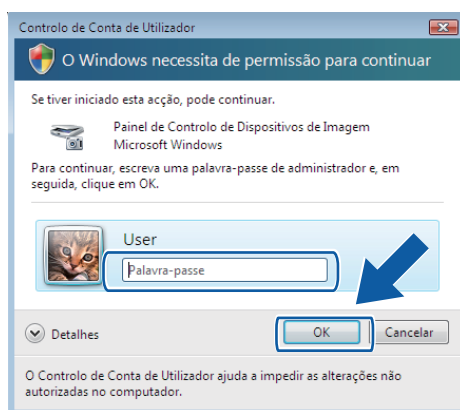 Controlo de Conta de Utilizador
O Windows necessita de permissão para continuar
Se tiver iniciado esta acção, pode continuar.
Painel de Controlo de Dispositivos de Imagem
Microsoft Windows
Para continuar, escreva uma palavra-passe de administrador e, em
seguida, clique em OK.
User
Palavra-passe
Detalhes
OK
Cancelar
O Controlo de Conta de Utilizador ajuda a impedir as alterações não
autorizadas no computador.